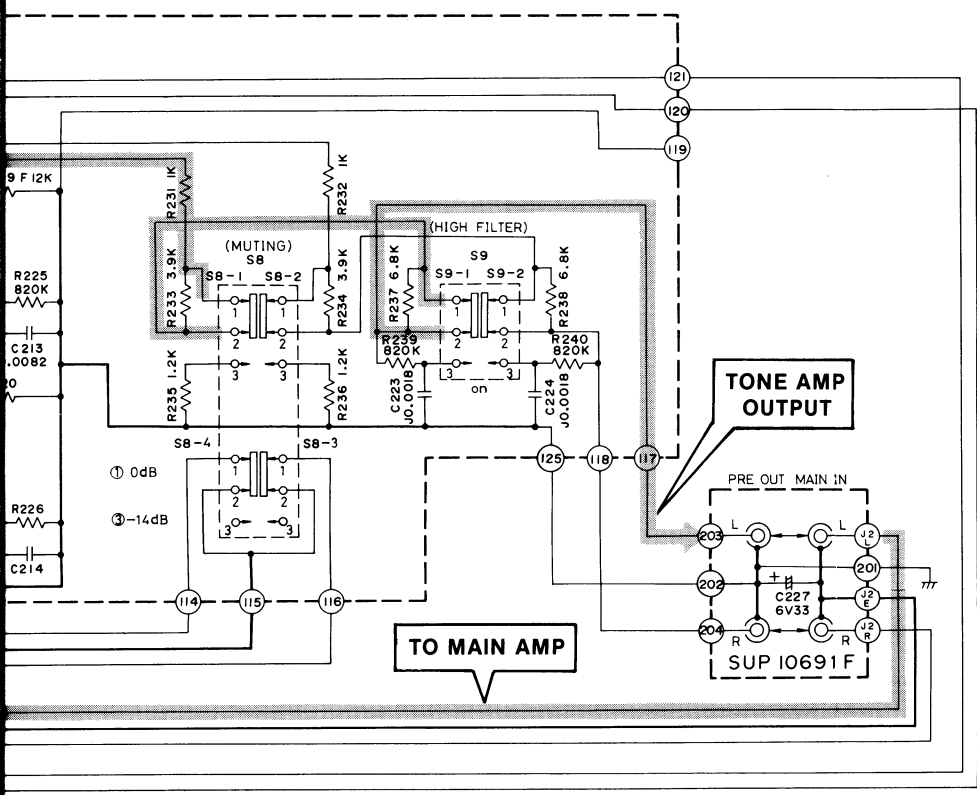 121
120
119
9 F 12K
R231 1K
R232 1K
(MUTING)
S8
(HIGH FILTER)
S9
S8-1 S8-2
S9-1 S9-2
R225
820K
R233 3.9K
R234 3.9K
R237 6.8K
R238 6.8K
1 1
1 1
2 2
2 2
C213
.0082
R239
820K
R240
820K
3 3
3 3
on
20
R235 1.2K
R236 1.2K
C223
J0.0018
C224
J0.0018
TONE AMP
OUTPUT
S8-4 S8-3
125
118
117
① 0dB
1 1
2 2
PRE OUT MAIN IN
R226
③-14dB
3 3
203
L L
J2
L
C214
201
202
+
C227
6V33
J2
E
114
115
116
204
R R
J2
R
TO MAIN AMP
SUP 10691F